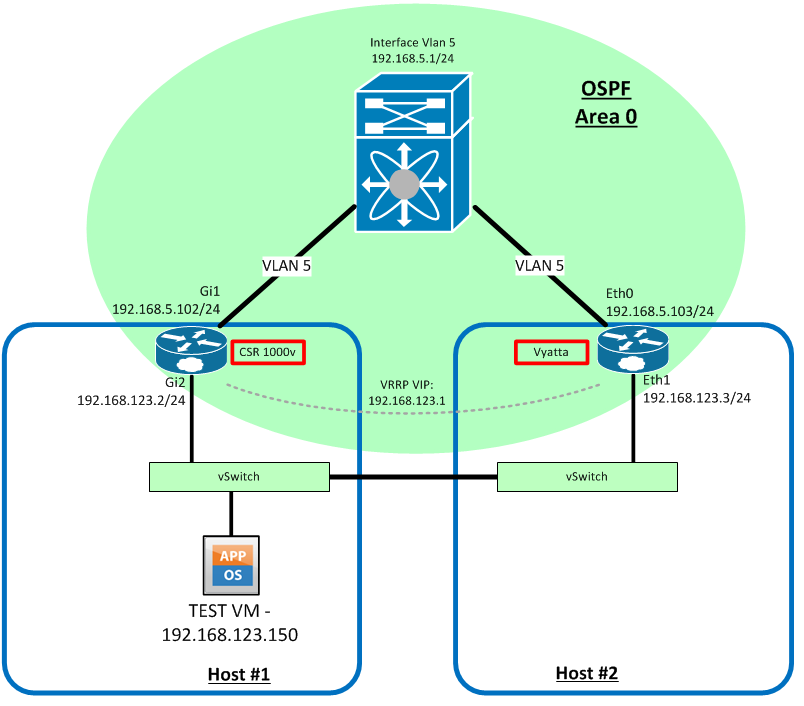 Interface Vlan 5
192.168.5.1/24
OSPF
Area 0
VLAN 5
VLAN 5
Gi1
192.168.5.102/24
Eth0
192.168.5.103/24
CSR 1000v
Vyatta
Gi2
192.168.123.2/24
VRRP VIP:
192.168.123.1
Eth1
192.168.123.3/24
vSwitch
vSwitch
APP
OS
TEST VM -
192.168.123.150
Host #1
Host #2